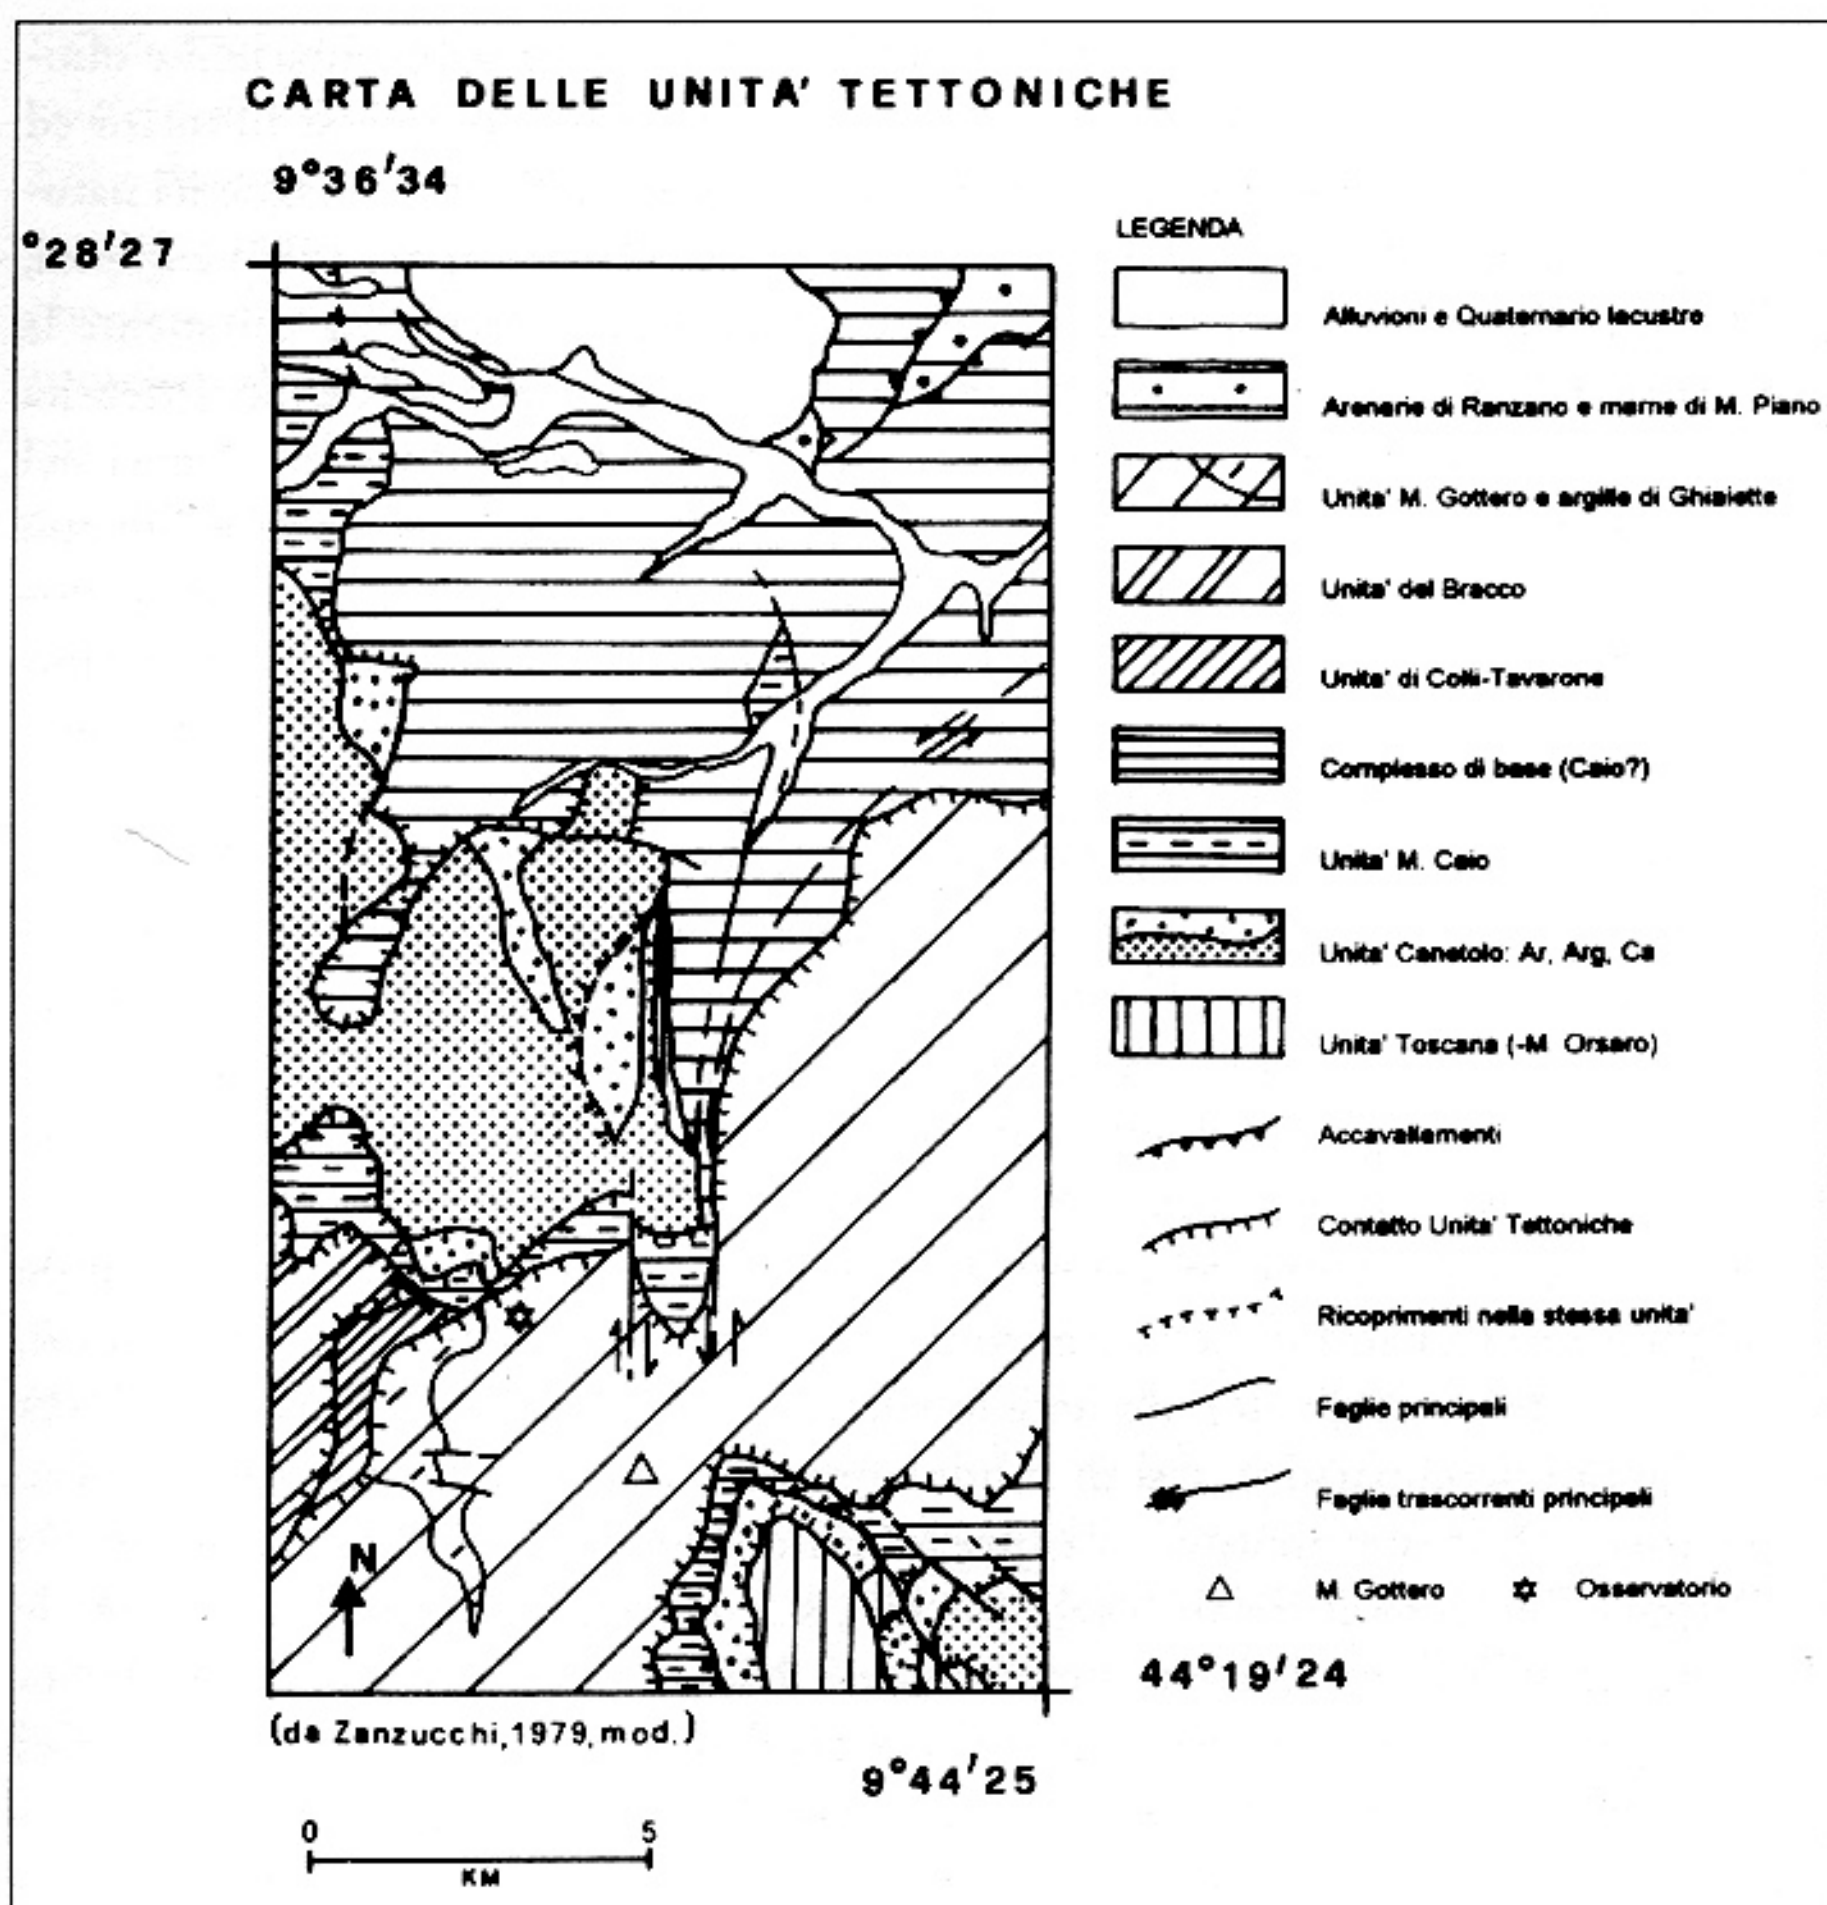 CARTA DELLE UNITA' TETTONICHE
9°36'34
°28'27
LEGENDA
Alluvioni e Quaternario lacustre
Arenarie di Ranzano e marne di M. Piano
Unita' M. Gottero e argille di Ghiaiette
Unita' del Bracco
Unita' di Colli-Tavarone
Complesso di base (Caio?)
Unita' M. Caio
Unita' Canetolo: Ar, Arg, Ca
Unita' Toscana (-M Orsaro)
Accavallamenti
Contatto Unita' Tettoniche
Ricoprimenti nella stessa unita'
Faglie principali
Faglie trascorrenti principali
M. Gottero Osservatorio
N
44°19'24
(da Zanzucchi, 1979, mod.)
9°44'25
0 5
KM